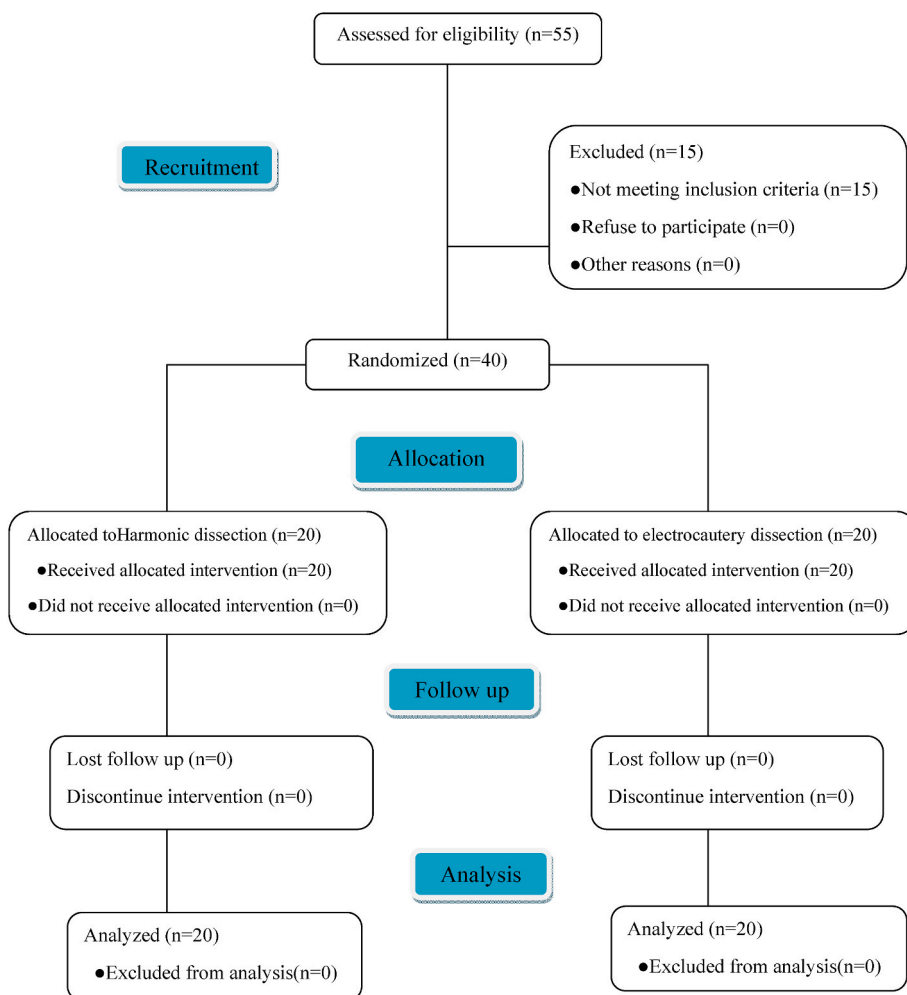 Assessed for eligibility (n=55)
Recruitment
Excluded (n=15)
●Not meeting inclusion criteria (n=15)
●Refuse to participate (n=0)
●Other reasons (n=0)
Randomized (n=40)
Allocation
Allocated toHarmonic dissection (n=20)
●Received allocated intervention (n=20)
●Did not receive allocated intervention (n=0)
Allocated to electrocautery dissection (n=20)
●Received allocated intervention (n=20)
●Did not receive allocated intervention (n=0)
Follow up
Lost follow up (n=0)
Discontinue intervention (n=0)
Lost follow up (n=0)
Discontinue intervention (n=0)
Analysis
Analyzed (n=20)
●Excluded from analysis(n=0)
Analyzed (n=20)
●Excluded from analysis(n=0)